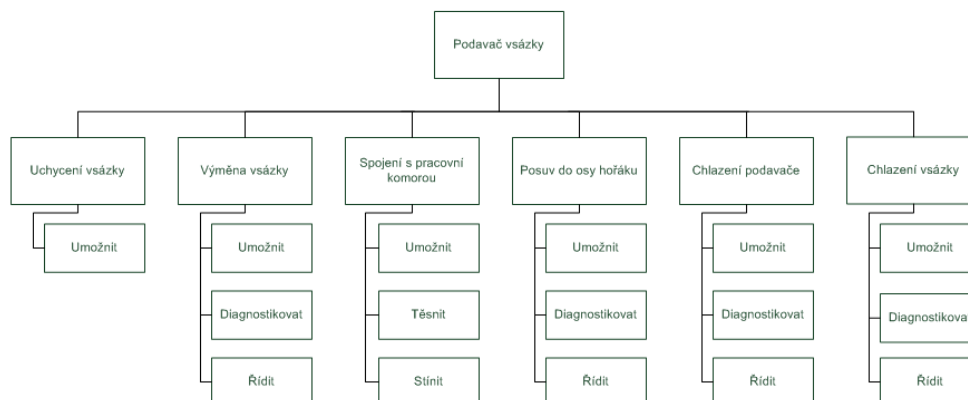 Podavač vsázky
Uchycení vsázky
Výměna vsázky
Spojení s pracovní
komorou
Posuv do osy hořáku
Chlazení podavače
Chlazení vsázky
Umožnit
Umožnit
Umožnit
Umožnit
Umožnit
Umožnit
Diagnostikovat
Těsnit
Diagnostikovat
Diagnostikovat
Diagnostikovat
Řídit
Stínit
Řídit
Řídit
Řídit